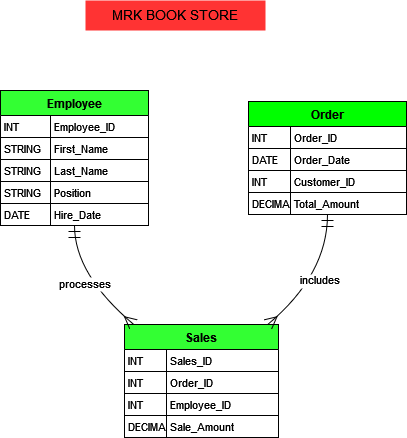 MRK BOOK STORE
Employee
INT Employee_ID
STRING First_Name
STRING Last_Name
STRING Position
DATE Hire_Date
Order
INT Order_ID
DATE Order_Date
INT Customer_ID
DECIMA Total_Amount
processes
includes
Sales
INT Sales_ID
INT Order_ID
INT Employee_ID
DECIMA Sale_Amount